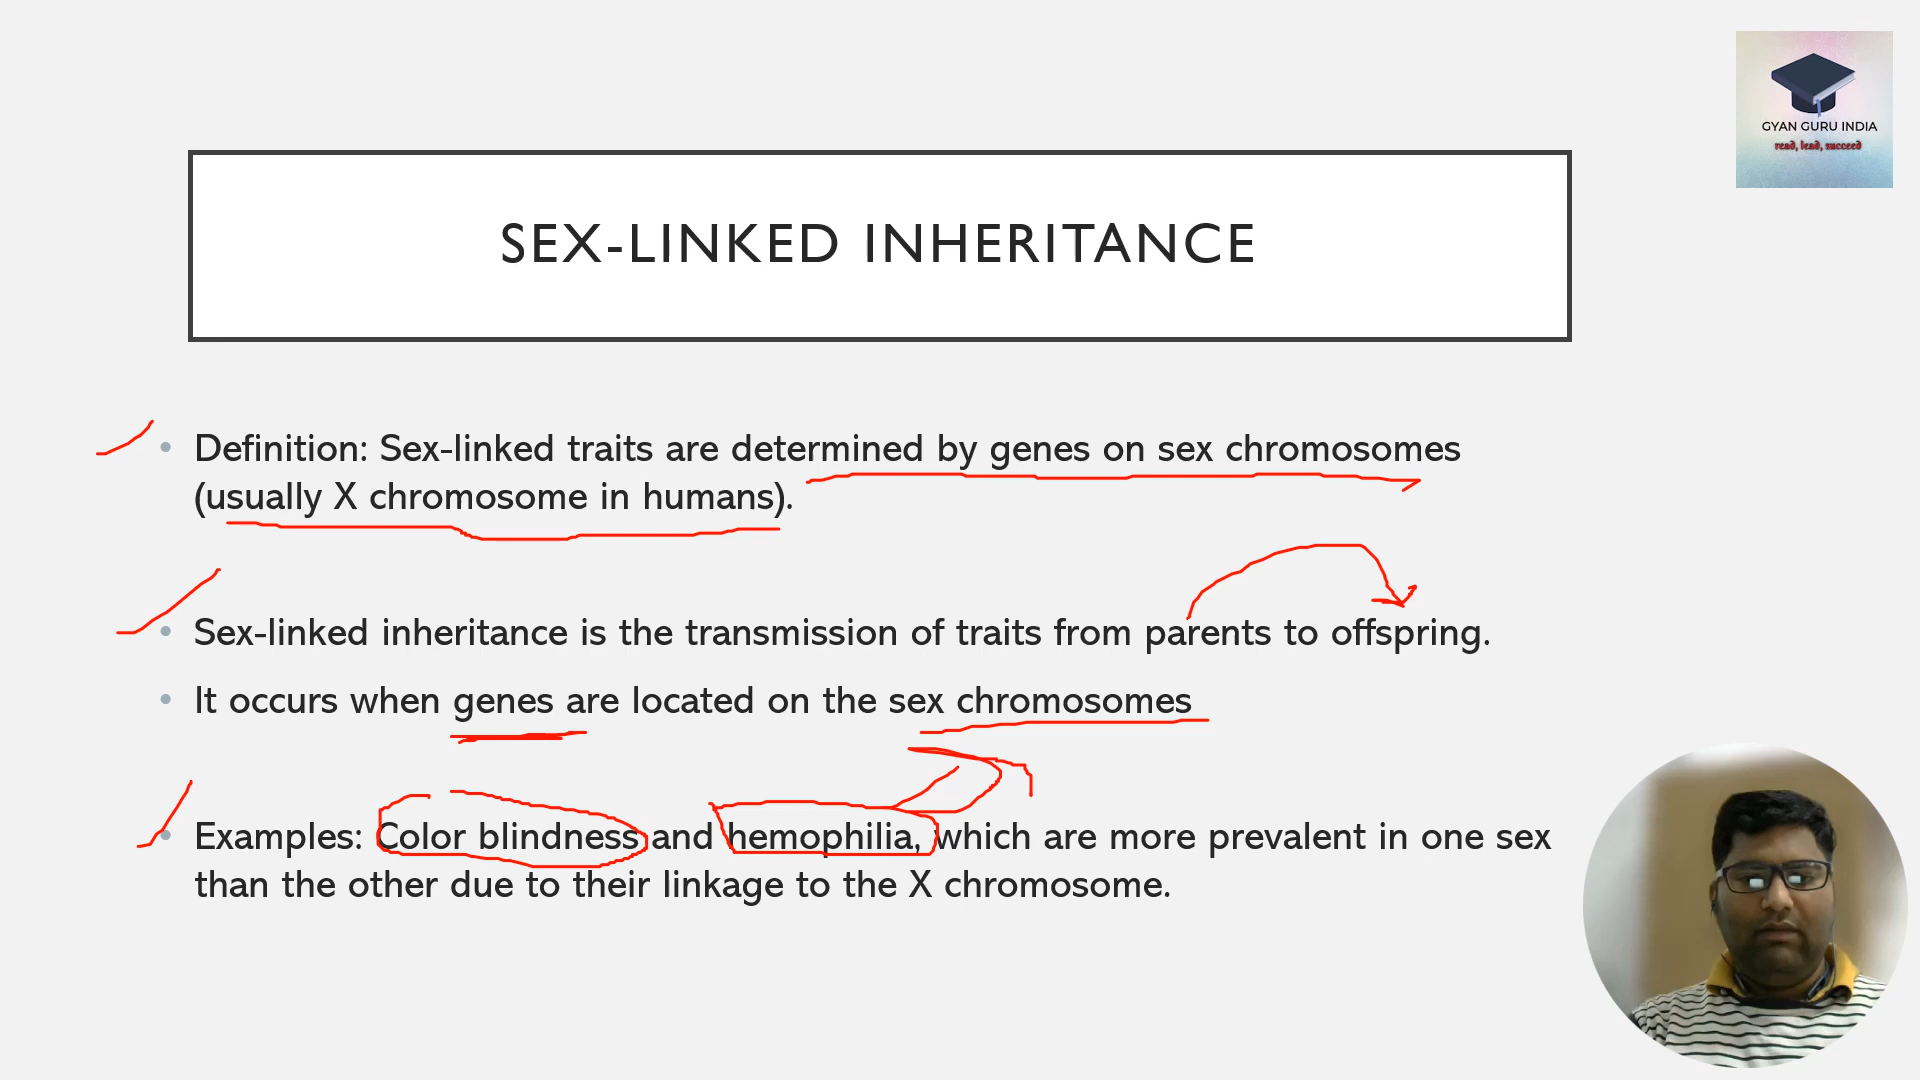 GYAN GURU INDIA
read, lead, succeed
SEX-LINKED INHERITANCE
• Definition: Sex-linked traits are determined by genes on sex chromosomes
(usually X chromosome in humans).
• Sex-linked inheritance is the transmission of traits from parents to offspring.
• It occurs when genes are located on the sex chromosomes
• Examples: Color blindness and hemophilia, which are more prevalent in one sex
than the other due to their linkage to the X chromosome.